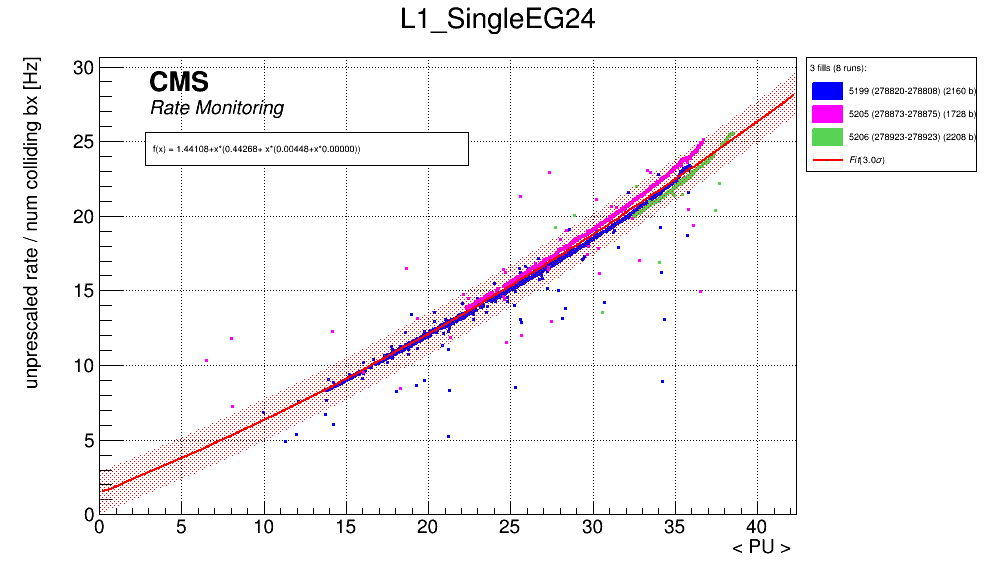 L1_SingleEG24
unprescaled rate / num colliding bx [Hz]
30
25
20
15
10
5
0
CMS
Rate Monitoring
f(x) = 1.44108+x*(0.44268+ x*(0.00448+x*0.00000))
0 5 10 15 20 25 30 35 40
< PU >
3 fills (8 runs):
5199 (278820-278808) (2160 b)
5205 (278873-278875) (1728 b)
5206 (278923-278923) (2208 b)
Fit(3.0σ)